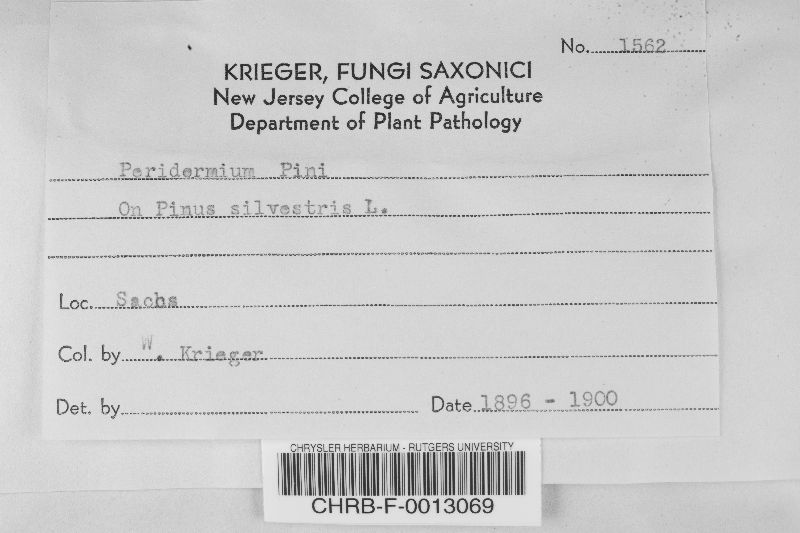 No. 1562
KRIEGER, FUNGI SAXONICI
New Jersey College of Agriculture
Department of Plant Pathology
Peridermium Pini
On Pinus silvestris L.
Loc. Sachs
Col. by W. Krieger
Det. by
Date 1896 - 1900
CHRYSLER HERBARIUM - RUTGERS UNIVERSITY
CHRB-F-0013069